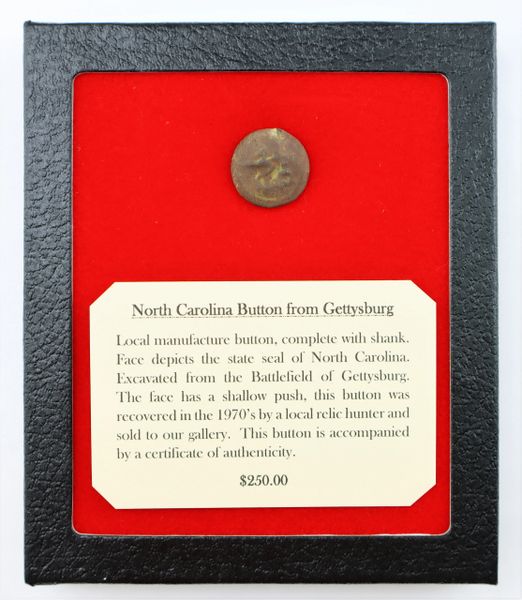 North Carolina Button from Gettysburg
Local manufacture button, complete with shank.
Face depicts the state seal of North Carolina.
Excavated from the Battlefield of Gettysburg.
The face has a shallow push, this button was
recovered in the 1970's by a local relic hunter and
sold to our gallery. This button is accompanied
by a certificate of authenticity.
$250.00